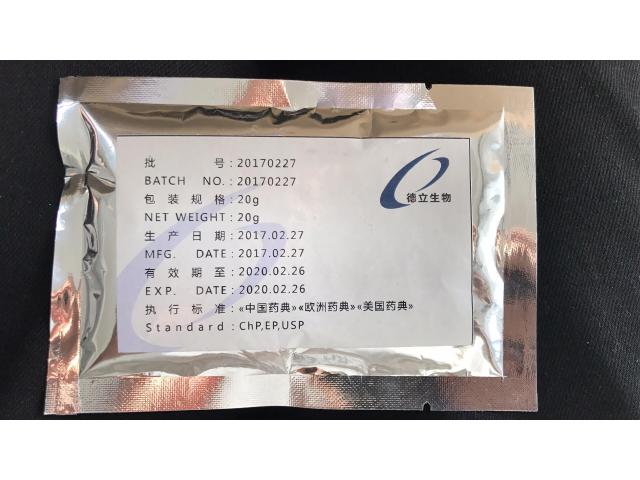 批 号：20170227
BATCH NO.：20170227
包 装 规 格：20g
NET WEIGHT：20g
生 产 日 期：2017.02.27
MFG. DATE：2017.02.27
有 效 期 至：2020.02.26
EXP. DATE：2020.02.26
执 行 标 准：«中国药典»«欧洲药典»«美国药典»
Standard：ChP,EP,USP
德立生物